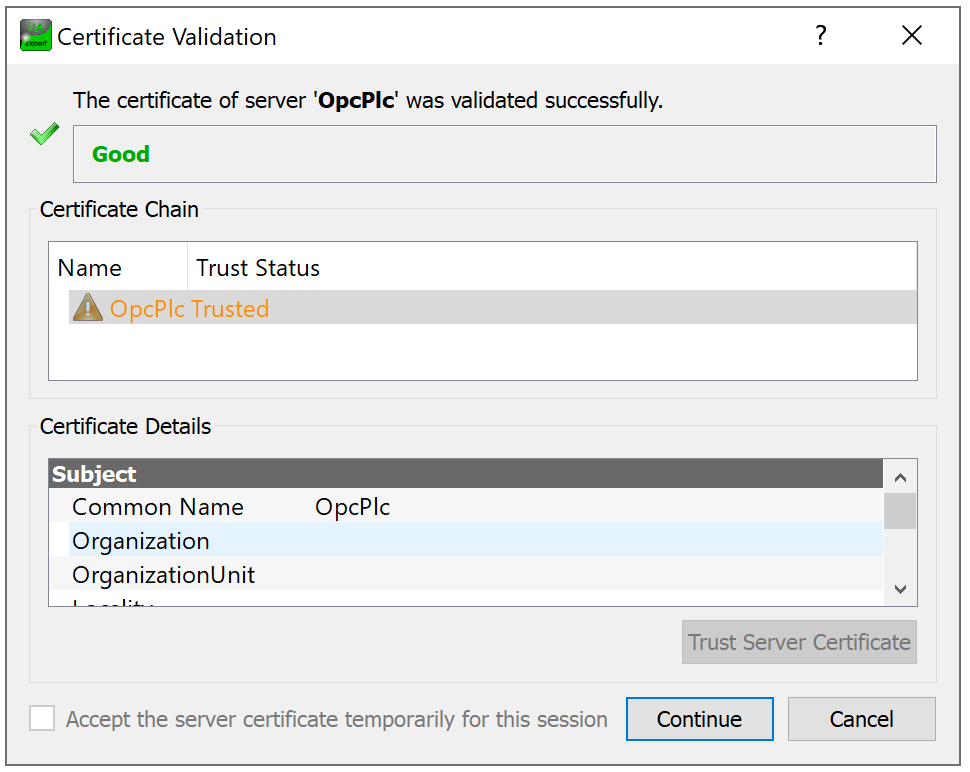 Certificate Validation
?
The certificate of server 'OpcPlc' was validated successfully.
Good
Certificate Chain
Name Trust Status
OpcPlc Trusted
Certificate Details
Subject
Common Name OpcPlc
Organization
OrganizationUnit
Locality
Trust Server Certificate
Accept the server certificate temporarily for this session Continue Cancel